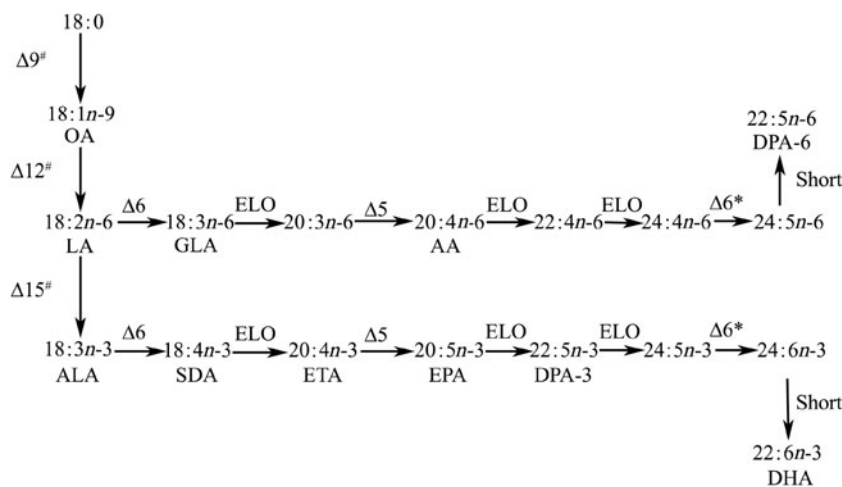 18:0
Δ9#
18:1n-9
OA
22:5n-6
DPA-6
Δ12#
Short
Δ6 ELO Δ5 ELO ELO Δ6*
18:2n-6 18:3n-6 20:3n-6 20:4n-6 22:4n-6 24:4n-6 24:5n-6
LA GLA AA
Δ15#
Δ6 ELO Δ5 ELO ELO Δ6*
18:3n-3 18:4n-3 20:4n-3 20:5n-3 22:5n-3 24:5n-3 24:6n-3
ALA SDA ETA EPA DPA-3
Short
22:6n-3
DHA